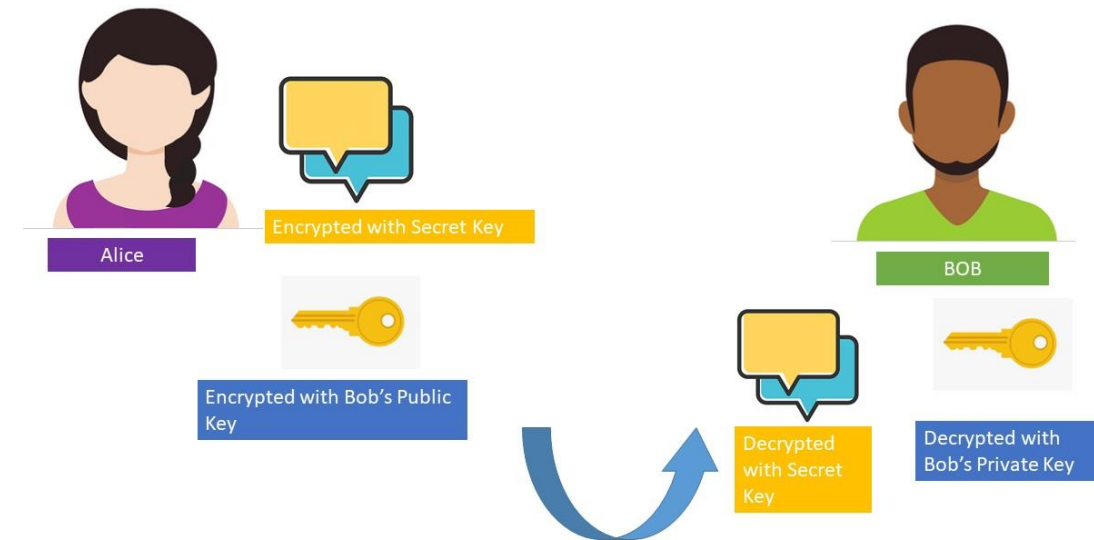 Encrypted with Secret Key
Alice
BOB
Encrypted with Bob’s Public
Key
Decrypted
with Secret
Key
Decrypted with
Bob’s Private Key